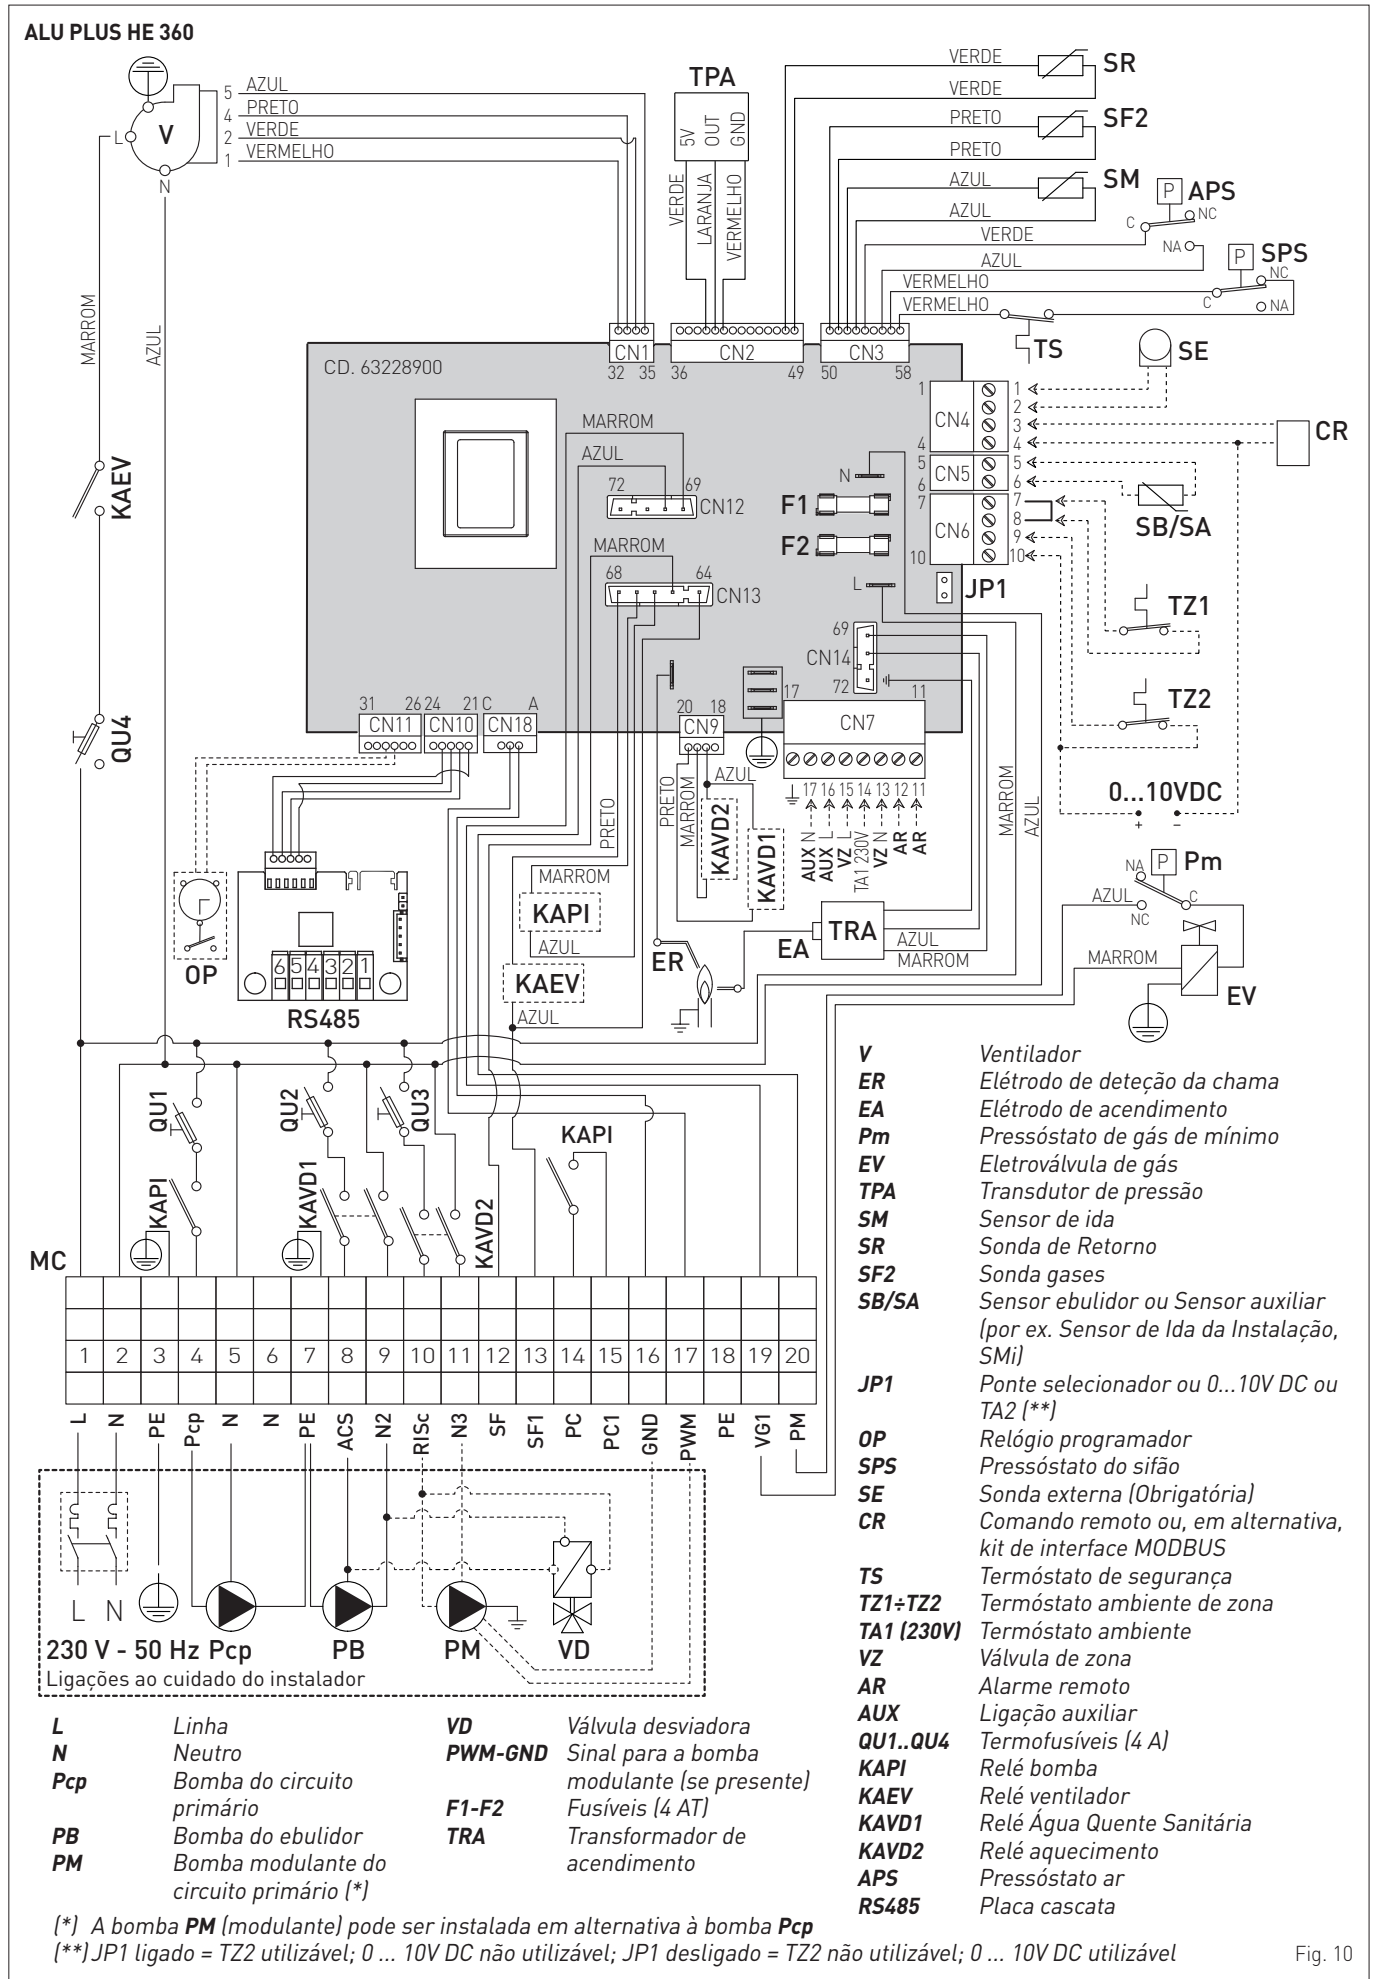 ALU PLUS HE 360
5 AZUL
4 PRETO
2 VERDE
1 VERMELHO
L
V
N
TPA
5V
OUT
GND
VERDE
LARANJA
VERMELHO
VERDE
SR
VERDE
PRETO
SF2
PRETO
AZUL
SM
AZUL
P
APS
C
NC
NA
VERDE
AZUL
P
SPS
NC
C
NA
VERMELHO
VERMELHO
TS
SE
MARROM
AZUL
CD. 63228900
CN1
32 35
CN2
36 49
CN3
50 58
1
4
CN4
1
2
3
4
CR
5
6
CN5
5
6
SB/SA
7
10
CN6
7
8
9
10
JP1
TZ1
TZ2
0...10VDC
+ -
MARROM
AZUL
72 69
CN12
MARROM
68 64
CN13
N
F1
F2
L
69
CN14
72
KAEV
QU4
31 26
CN11
24 21
CN10
C A
CN18
20 18
CN9
17 11
CN7
17 16 15 14 13 12 11
AUX N
AUX L
VZ L
TA1 230V
VZ N
AR
AR
PRETO
MARROM
AZUL
KAVD2
KAVD1
MARROM
AZUL
PRETO
MARROM
KAPI
AZUL
KAEV
AZUL
OP
6 5 4 3 2 1
RS485
ER
EA
TRA
AZUL
MARROM
NA
P
Pm
AZUL
NC
C
MARROM
EV
QU1
KAPI
QU2
KAVD1
QU3
KAVD2
KAPI
MC
1 2 3 4 5 6 7 8 9 10 11 12 13 14 15 16 17 18 19 20
L
N
PE
Pcp
N
N
PE
ACS
N2
RISc
N3
SF
SF1
PC
PC1
GND
PWM
PE
VG1
PM
L N
230 V - 50 Hz Pcp
PB
PM
VD
Ligações ao cuidado do instalador
V Ventilador
ER Elétrodo de deteção da chama
EA Elétrodo de acendimento
Pm Pressóstato de gás de mínimo
EV Eletroválvula de gás
TPA Transdutor de pressão
SM Sensor de ida
SR Sonda de Retorno
SF2 Sonda gases
SB/SA Sensor ebulidor ou Sensor auxiliar
(por ex. Sensor de Ida da Instalação,
SMi)
JP1 Ponte selecionador ou 0...10V DC ou
TA2 (**)
OP Relógio programador
SPS Pressóstato do sifão
SE Sonda externa (Obrigatória)
CR Comando remoto ou, em alternativa,
kit de interface MODBUS
TS Termóstato de segurança
TZ1÷TZ2 Termóstato ambiente de zona
TA1 (230V) Termóstato ambiente
VZ Válvula de zona
AR Alarme remoto
AUX Ligação auxiliar
QU1..QU4 Termofusíveis (4 A)
KAPI Relé bomba
KAEV Relé ventilador
KAVD1 Relé Água Quente Sanitária
KAVD2 Relé aquecimento
APS Pressóstato ar
RS485 Placa cascata
L Linha
N Neutro
Pcp Bomba do circuito
primário
PB Bomba do ebulidor
PM Bomba modulante do
circuito primário (*)
VD Válvula desviadora
PWM-GND Sinal para a bomba
modulante (se presente)
F1-F2 Fusíveis (4 AT)
TRA Transformador de
acendimento
(*) A bomba PM (modulante) pode ser instalada em alternativa à bomba Pcp
(**) JP1 ligado = TZ2 utilizável; 0 ... 10V DC não utilizável; JP1 desligado = TZ2 não utilizável; 0 ... 10V DC utilizável
Fig. 10